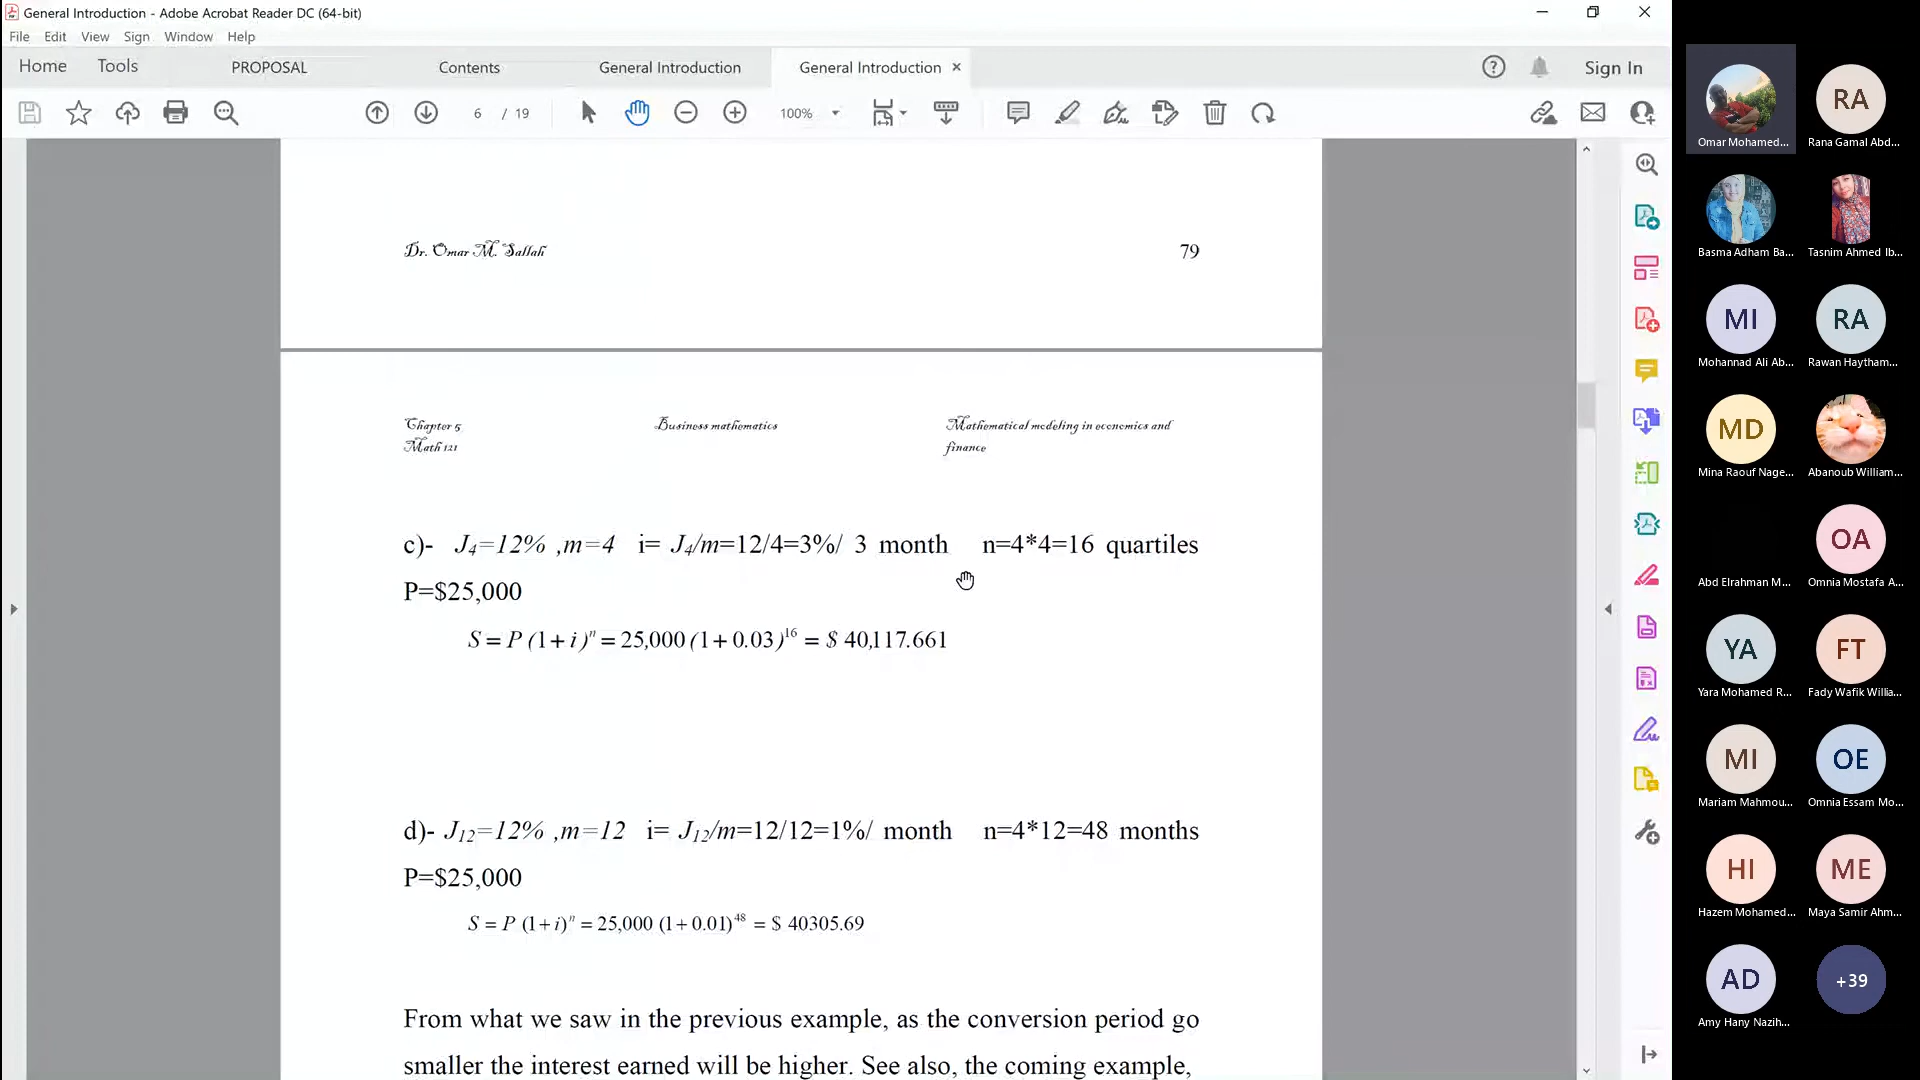 General Introduction - Adobe Acrobat Reader DC (64-bit)
File Edit View Sign Window Help
Home Tools PROPOSAL Contents General Introduction General Introduction × Sign In
6 / 19 100%
Dr. Omar M. Sallah 79
Chapter 5 Business mathematics Mathematical modeling in economics and
Math 121 finance
c)- J4=12% ,m=4 i= J4/m=12/4=3%/ 3 month n=4*4=16 quartiles
P=$25,000
S = P (1 + i)^n = 25,000 (1 + 0.03)^16 = $ 40,117.661
d)- J12=12% ,m=12 i= J12/m=12/12=1%/ month n=4*12=48 months
P=$25,000
S = P (1+i)^n = 25,000 (1+0.01)^48 = $ 40305.69
From what we saw in the previous example, as the conversion period go
smaller the interest earned will be higher. See also, the coming example,
Omar Mohamed...
RA
Rana Gamal Abd...
Basma Adham Ba...
Tasnim Ahmed Ib...
MI
Mohannad Ali Ab...
RA
Rawan Haytham...
MD
Mina Raouf Nage...
Abanoub William...
Abd Elrahman M...
OA
Omnia Mostafa A...
YA
Yara Mohamed R...
FT
Fady Wafik Willia...
MI
Mariam Mahmou...
OE
Omnia Essam Mo...
HI
Hazem Mohamed...
ME
Maya Samir Ahm...
AD
Amy Hany Nazih...
+39